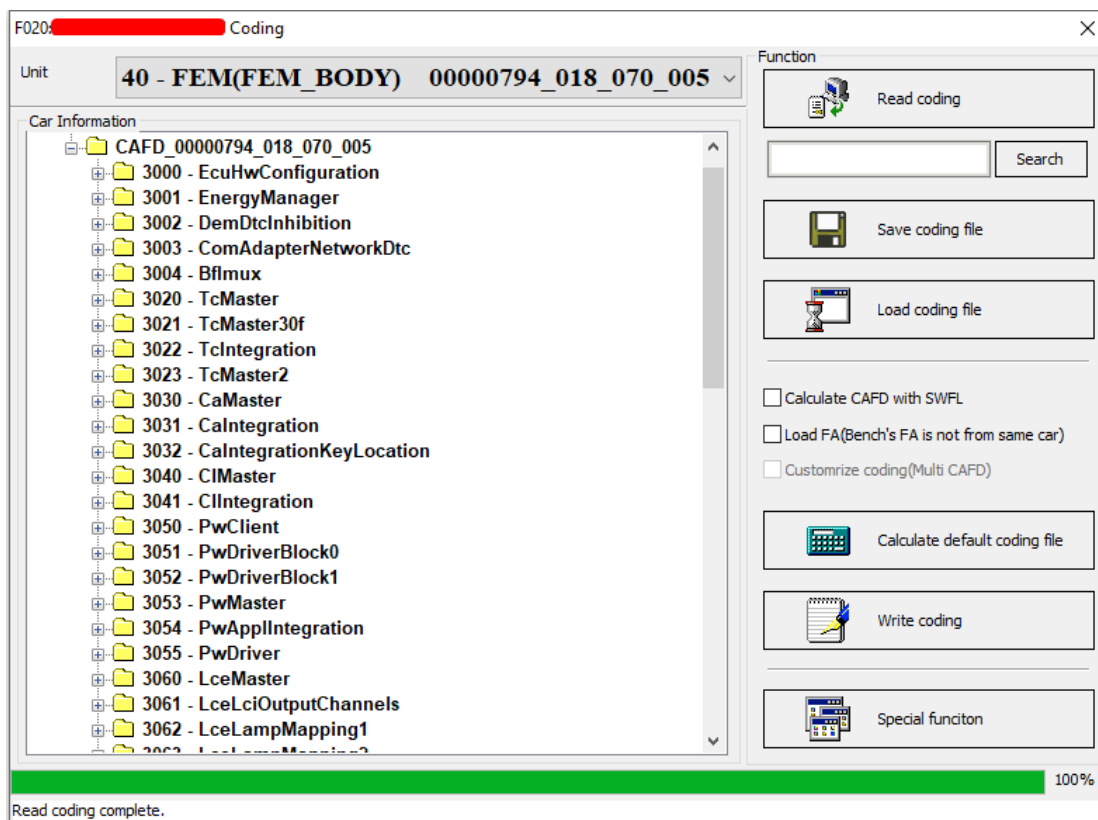 F020: Coding
Unit
40 - FEM(FEM_BODY) 00000794_018_070_005
Car Information
CAFD_00000794_018_070_005
3000 - EcuHwConfiguration
3001 - EnergyManager
3002 - DemDtcInhibition
3003 - ComAdapterNetworkDtc
3004 - Bflmux
3020 - TcMaster
3021 - TcMaster30f
3022 - TcIntegration
3023 - TcMaster2
3030 - CaMaster
3031 - CaIntegration
3032 - CaIntegrationKeyLocation
3040 - ClMaster
3041 - ClIntegration
3050 - PwClient
3051 - PwDriverBlock0
3052 - PwDriverBlock1
3053 - PwMaster
3054 - PwApplIntegration
3055 - PwDriver
3060 - LceMaster
3061 - LceLciOutputChannels
3062 - LceLampMapping1
Function
Read coding
Search
Save coding file
Load coding file
Calculate CAFD with SWFL
Load FA(Bench's FA is not from same car)
Customrize coding(Multi CAFD)
Calculate default coding file
Write coding
Special funciton
100%
Read coding complete.